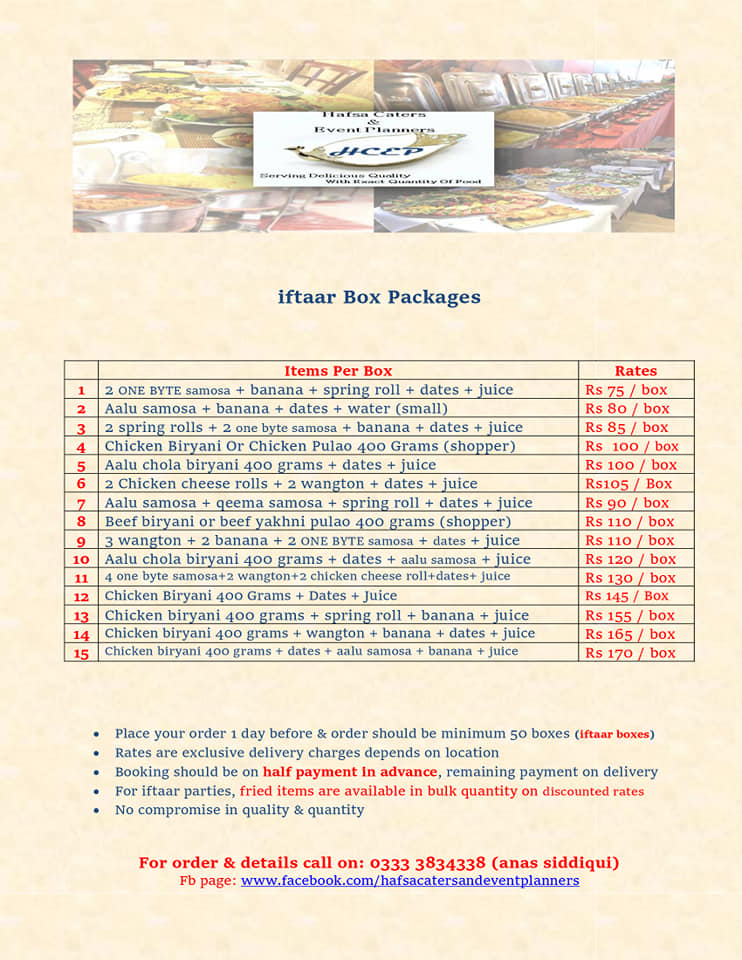 Hafsa Caters
&
Event Planners
HCEP
Serving Delicious Quality
With Exact Quantity Of Food
iftaar Box Packages
Items Per Box Rates
1 2 ONE BYTE samosa + banana + spring roll + dates + juice Rs 75 / box
2 Aalu samosa + banana + dates + water (small) Rs 80 / box
3 2 spring rolls + 2 one byte samosa + banana + dates + juice Rs 85 / box
4 Chicken Biryani Or Chicken Pulao 400 Grams (shopper) Rs 100 / box
5 Aalu chola biryani 400 grams + dates + juice Rs 100 / box
6 2 Chicken cheese rolls + 2 wangton + dates + juice Rs105 / Box
7 Aalu samosa + qeema samosa + spring roll + dates + juice Rs 90 / box
8 Beef biryani or beef yakhni pulao 400 grams (shopper) Rs 110 / box
9 3 wangton + 2 banana + 2 ONE BYTE samosa + dates + juice Rs 110 / box
10 Aalu chola biryani 400 grams + dates + aalu samosa + juice Rs 120 / box
11 4 one byte samosa+2 wangton+2 chicken cheese roll+dates+ juice Rs 130 / box
12 Chicken Biryani 400 Grams + Dates + Juice Rs 145 / Box
13 Chicken biryani 400 grams + spring roll + banana + juice Rs 155 / box
14 Chicken biryani 400 grams + wangton + banana + dates + juice Rs 165 / box
15 Chicken biryani 400 grams + dates + aalu samosa + banana + juice Rs 170 / box
• Place your order 1 day before & order should be minimum 50 boxes (iftaar boxes)
• Rates are exclusive delivery charges depends on location
• Booking should be on half payment in advance, remaining payment on delivery
• For iftaar parties, fried items are available in bulk quantity on discounted rates
• No compromise in quality & quantity
For order & details call on: 0333 3834338 (anas siddiqui)
Fb page: www.facebook.com/hafsacatersandeventplanners